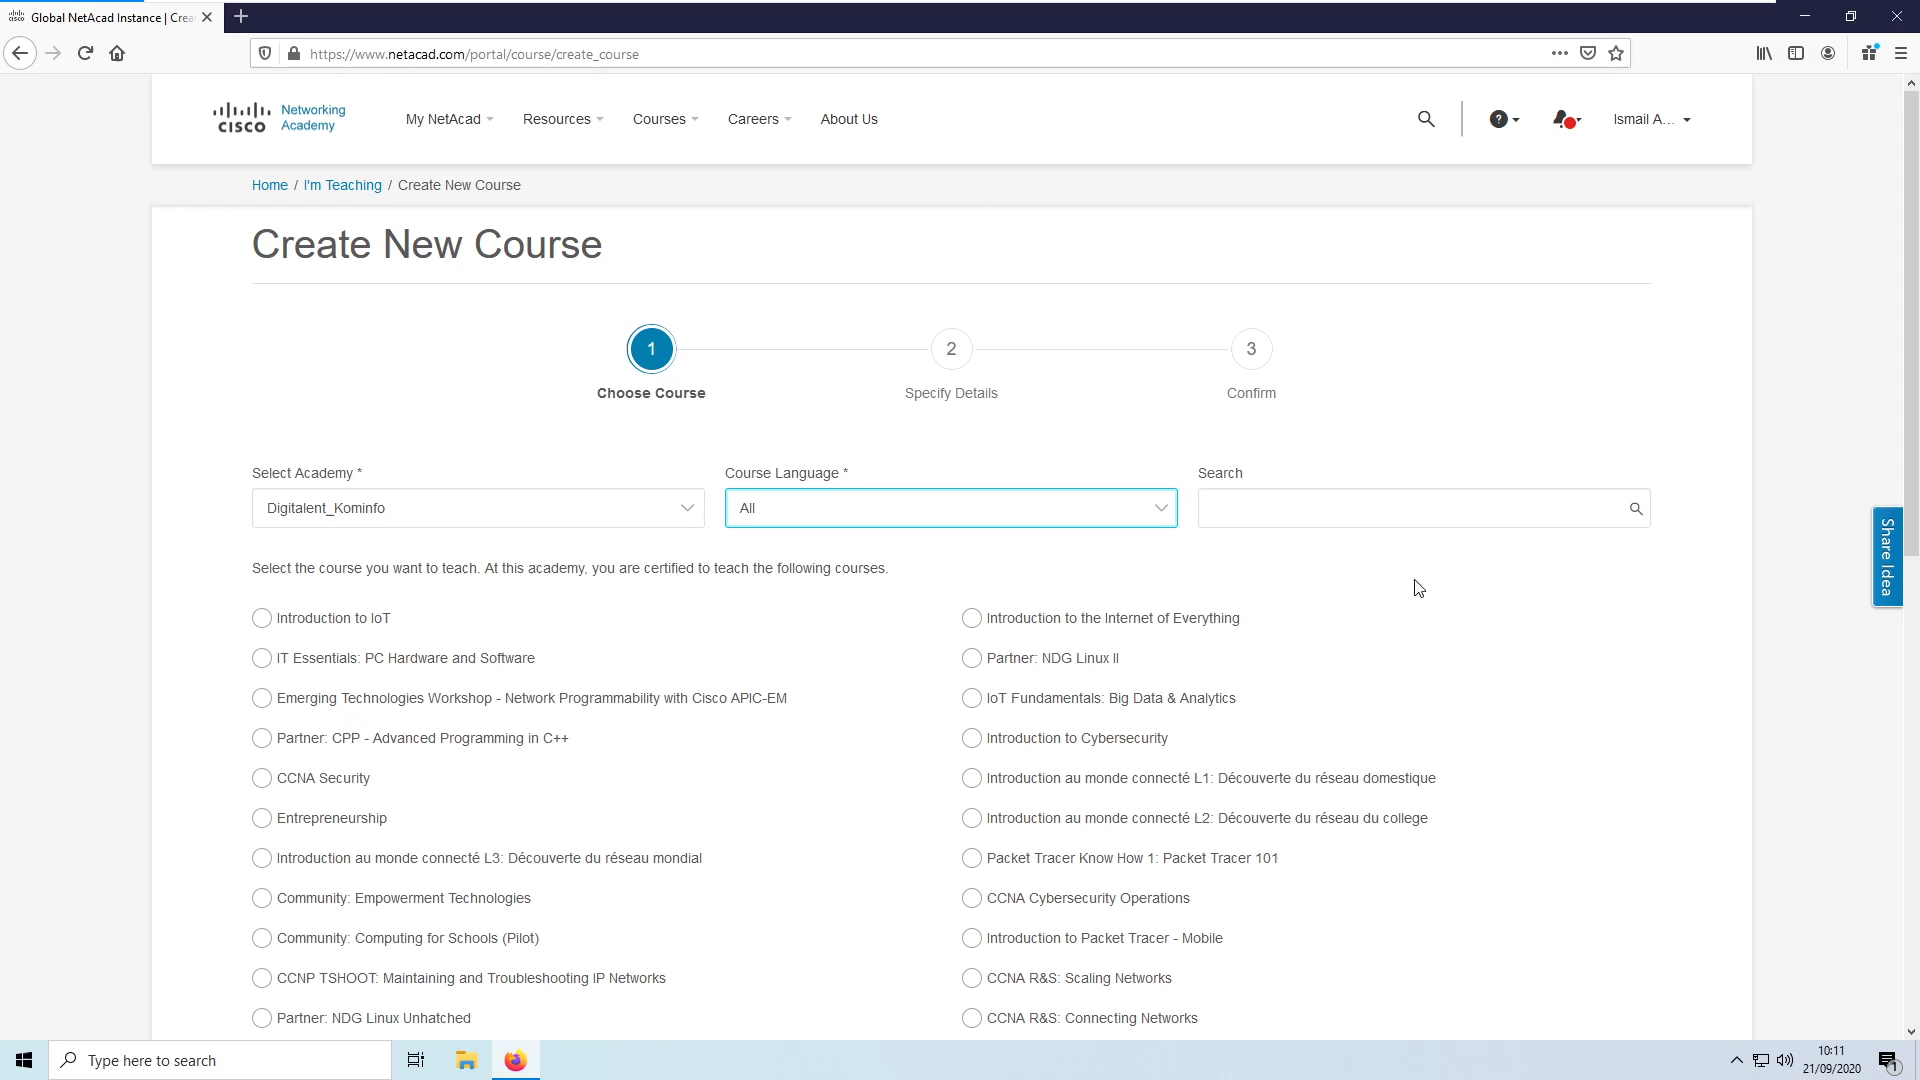 Global NetAcad Instance | Crea
https://www.netacad.com/portal/course/create_course
CISCO Networking Academy
My NetAcad
Resources
Courses
Careers
About Us
Ismail A...
Home / I'm Teaching / Create New Course
Create New Course
1
2
3
Choose Course
Specify Details
Confirm
Select Academy *
Course Language *
Search
Digitalent_Kominfo
All
Share Idea
Select the course you want to teach. At this academy, you are certified to teach the following courses.
Introduction to IoT
Introduction to the Internet of Everything
IT Essentials: PC Hardware and Software
Partner: NDG Linux II
Emerging Technologies Workshop - Network Programmability with Cisco APIC-EM
IoT Fundamentals: Big Data & Analytics
Partner: CPP - Advanced Programming in C++
Introduction to Cybersecurity
CCNA Security
Introduction au monde connecté L1: Découverte du réseau domestique
Entrepreneurship
Introduction au monde connecté L2: Découverte du réseau du college
Introduction au monde connecté L3: Découverte du réseau mondial
Packet Tracer Know How 1: Packet Tracer 101
Community: Empowerment Technologies
CCNA Cybersecurity Operations
Community: Computing for Schools (Pilot)
Introduction to Packet Tracer - Mobile
CCNP TSHOOT: Maintaining and Troubleshooting IP Networks
CCNA R&S: Scaling Networks
Partner: NDG Linux Unhatched
CCNA R&S: Connecting Networks
Type here to search
10:11
21/09/2020
1